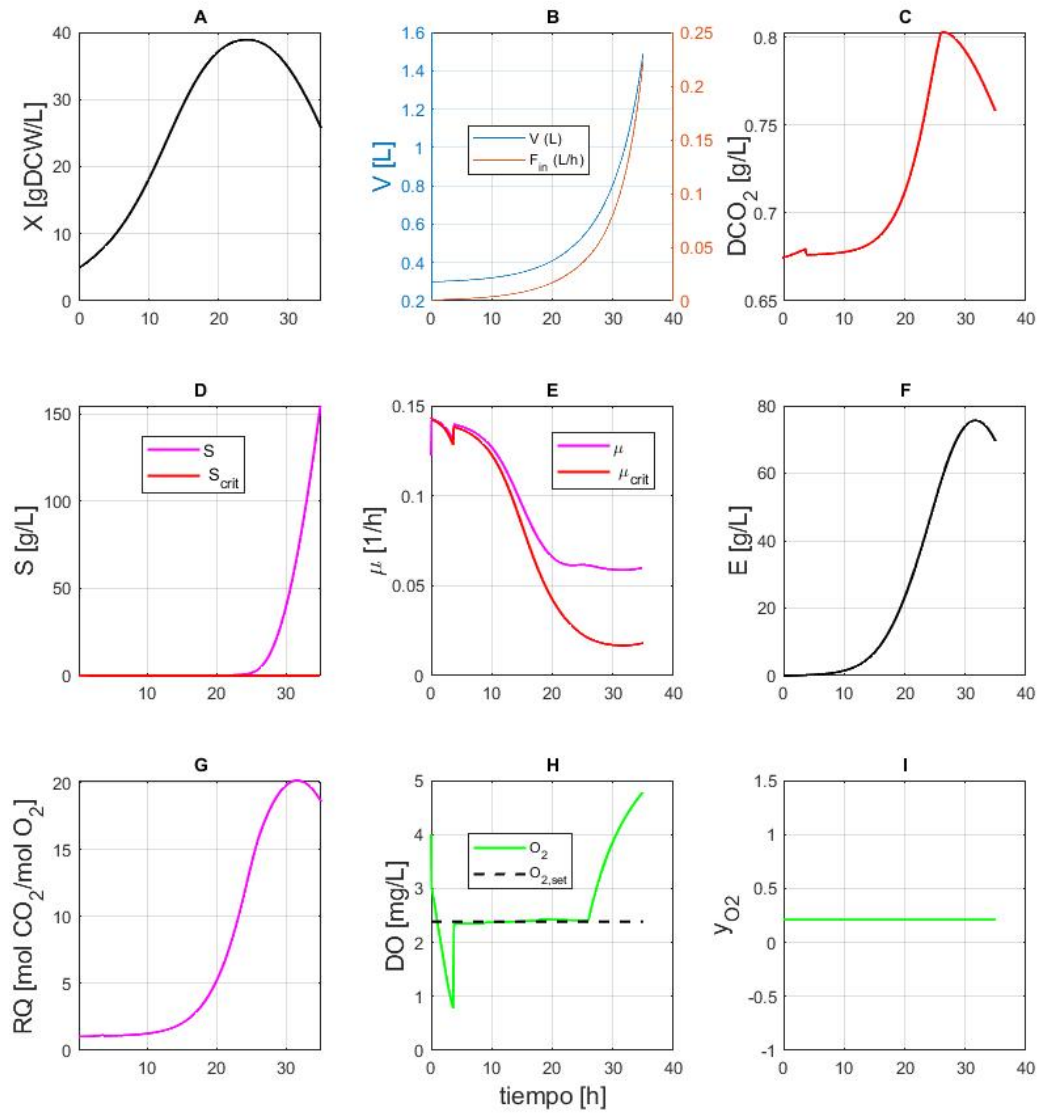 A
X [gDCW/L]
40
30
20
10
0
0 10 20 30
B
V [L]
1.6
1.4
1.2
1
0.8
0.6
0.4
0.2
V (L)
F_in (L/h)
0.25
0.2
0.15
0.1
0.05
0
0 10 20 30 40
C
DCO_2 [g/L]
0.8
0.75
0.7
0.65
0 10 20 30 40
D
S [g/L]
150
100
50
0
S
S_crit
10 20 30
E
μ [1/h]
0.15
0.1
0.05
0
μ
μ_crit
0 10 20 30 40
F
E [g/L]
80
60
40
20
0
0 10 20 30 40
G
RQ [mol CO_2/mol O_2]
20
15
10
5
0
10 20 30
H
DO [mg/L]
5
4
3
2
1
0
O_2
O_2,set
0 10 20 30 40
tiempo [h]
I
y_O2
1.5
1
0.5
0
-0.5
-1
0 10 20 30 40